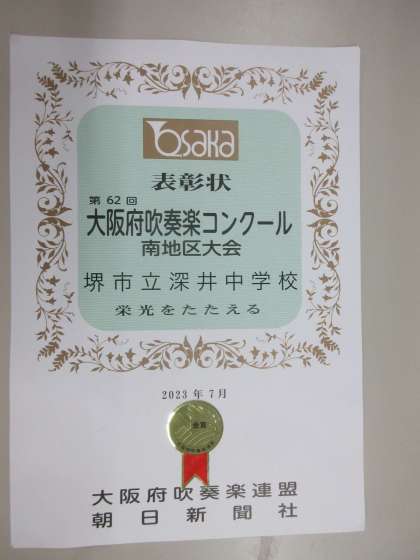 Osaka
表彰状
第62回
大阪府吹奏楽コンクール
南地区大会
堺市立深井中学校
栄光をたたえる
2023年7月
金賞
大阪府吹奏楽連盟
朝日新聞社